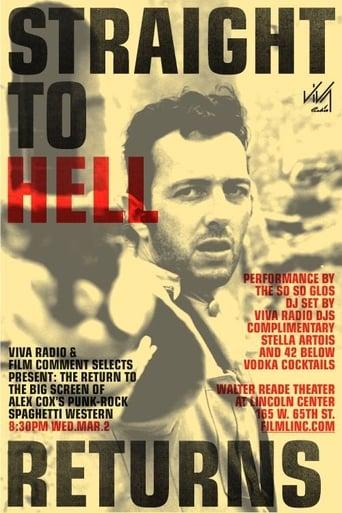 STRAIGHT
TO
HELL
VIVA
Radio
PERFORMANCE BY
THE SO SO GLOS
DJ SET BY
VIVA RADIO DJS
COMPLIMENTARY
STELLA ARTOIS
AND 42 BELOW
VODKA COCKTAILS
VIVA RADIO &
FILM COMMENT SELECTS
PRESENT: THE RETURN TO
THE BIG SCREEN OF
ALEX COX'S PUNK-ROCK
SPAGHETTI WESTERN
8:30PM WED.MAR.2
WALTER READE THEATER
AT LINCOLN CENTER
165 W. 65TH ST.
FILMLINC.COM
RETURNS